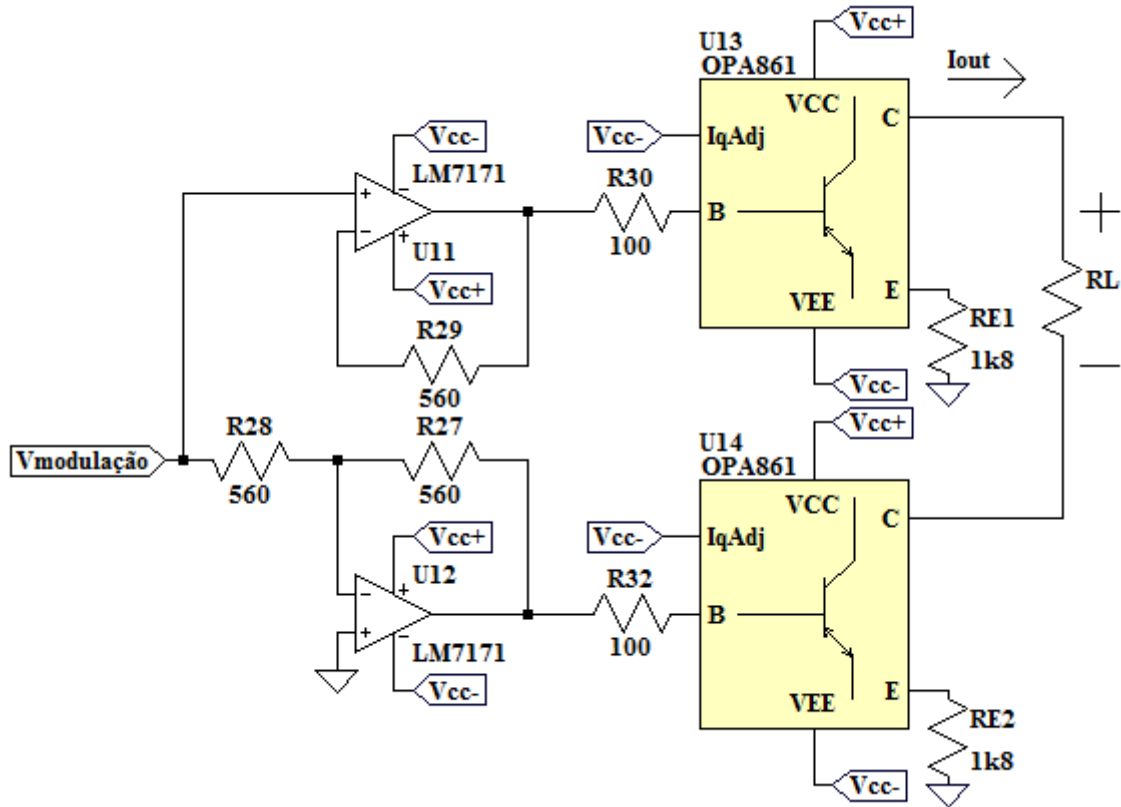 Vcc+
U13
OPA861
Iout
VCC
C
Vcc-
Vcc-
IqAdj
LM7171
R30
+
-
B
100
U11
+
-
+
Vcc+
VEE
E
RL
R29
RE1
560
1k8
-
Vcc-
Vcc+
R28
R27
U14
OPA861
Vmodulação
560
560
VCC
C
Vcc+
Vcc-
IqAdj
U12
R32
+
-
B
+
100
-
LM7171
Vcc-
VEE
E
RE2
1k8
Vcc-